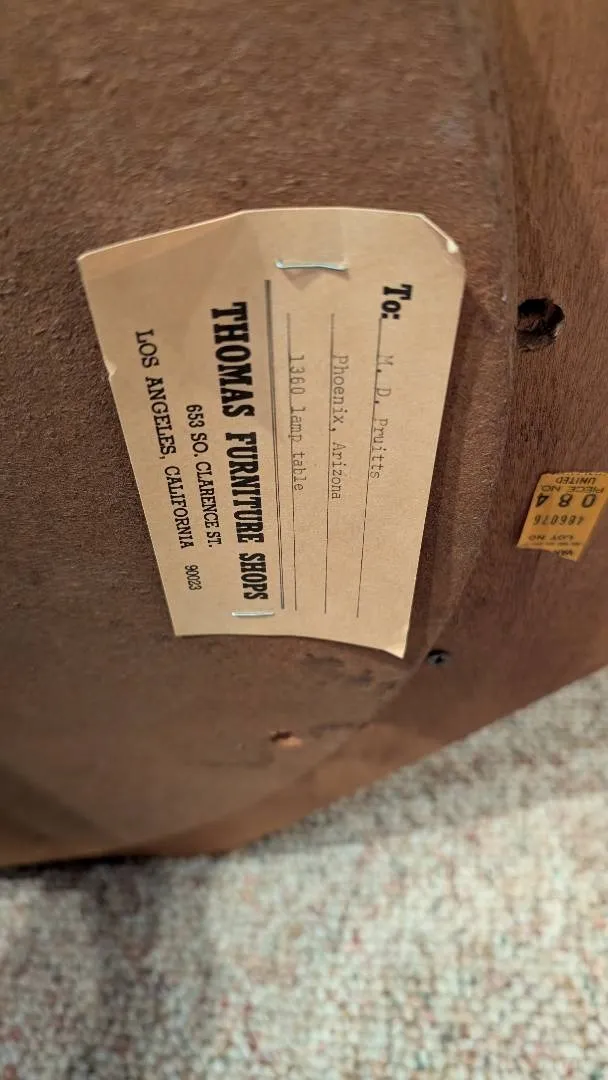 To: M. D. Pruitts
Phoenix, Arizona
1360 lamp table
THOMAS FURNITURE SHOPS
653 SO. CLARENCE ST.
LOS ANGELES, CALIFORNIA 90023
LOT NO
486076
084
PIECE NO.
UNITED